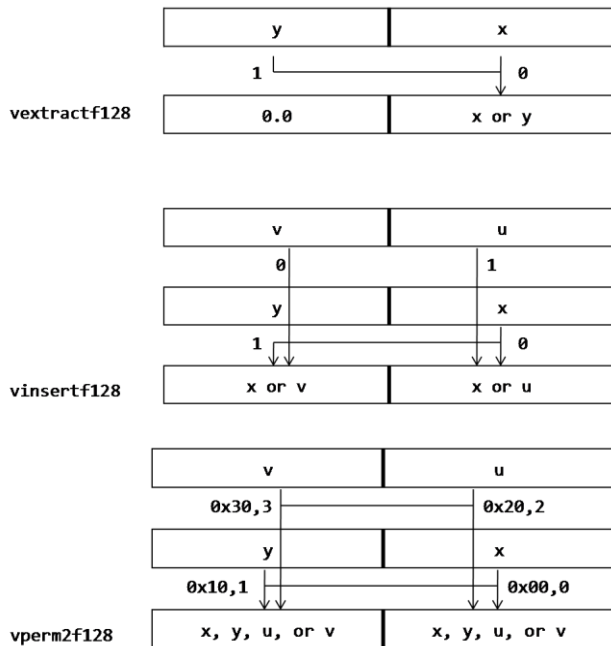 y x
1 0
vextractf128 0.0 x or y
v u
0 1
y x
1 0
vinsertf128 x or v x or u
v u
0x30,3 0x20,2
y x
0x10,1 0x00,0
vperm2f128 x, y, u, or v x, y, u, or v